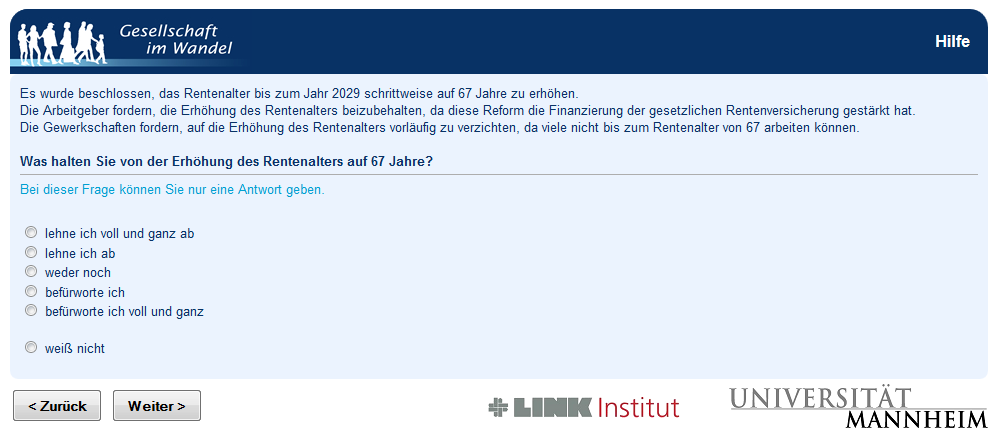 Gesellschaft
im Wandel
Hilfe
Es wurde beschlossen, das Rentenalter bis zum Jahr 2029 schrittweise auf 67 Jahre zu erhöhen.
Die Arbeitgeber fordern, die Erhöhung des Rentenalters beizubehalten, da diese Reform die Finanzierung der gesetzlichen Rentenversicherung gestärkt hat.
Die Gewerkschaften fordern, auf die Erhöhung des Rentenalters vorläufig zu verzichten, da viele nicht bis zum Rentenalter von 67 arbeiten können.
Was halten Sie von der Erhöhung des Rentenalters auf 67 Jahre?
Bei dieser Frage können Sie nur eine Antwort geben.
lehne ich voll und ganz ab
lehne ich ab
weder noch
befürworte ich
befürworte ich voll und ganz
weiß nicht
< Zurück
Weiter >
LINK Institut
UNIVERSITÄT
MANNHEIM